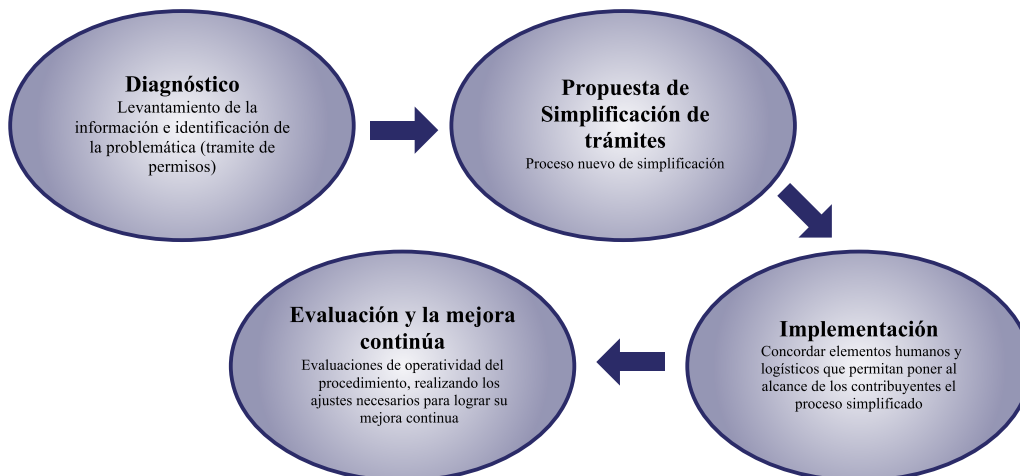 Diagnóstico
Levantamiento de la
información e identificación de
la problemática (tramite de
permisos)
Propuesta de
Simplificación de
trámites
Proceso nuevo de simplificación
Implementación
Concordar elementos humanos y
logísticos que permitan poner al
alcance de los contribuyentes el
proceso simplificado
Evaluación y la mejora
continúa
Evaluaciones de operatividad del
procedimiento, realizando los
ajustes necesarios para lograr su
mejora continua